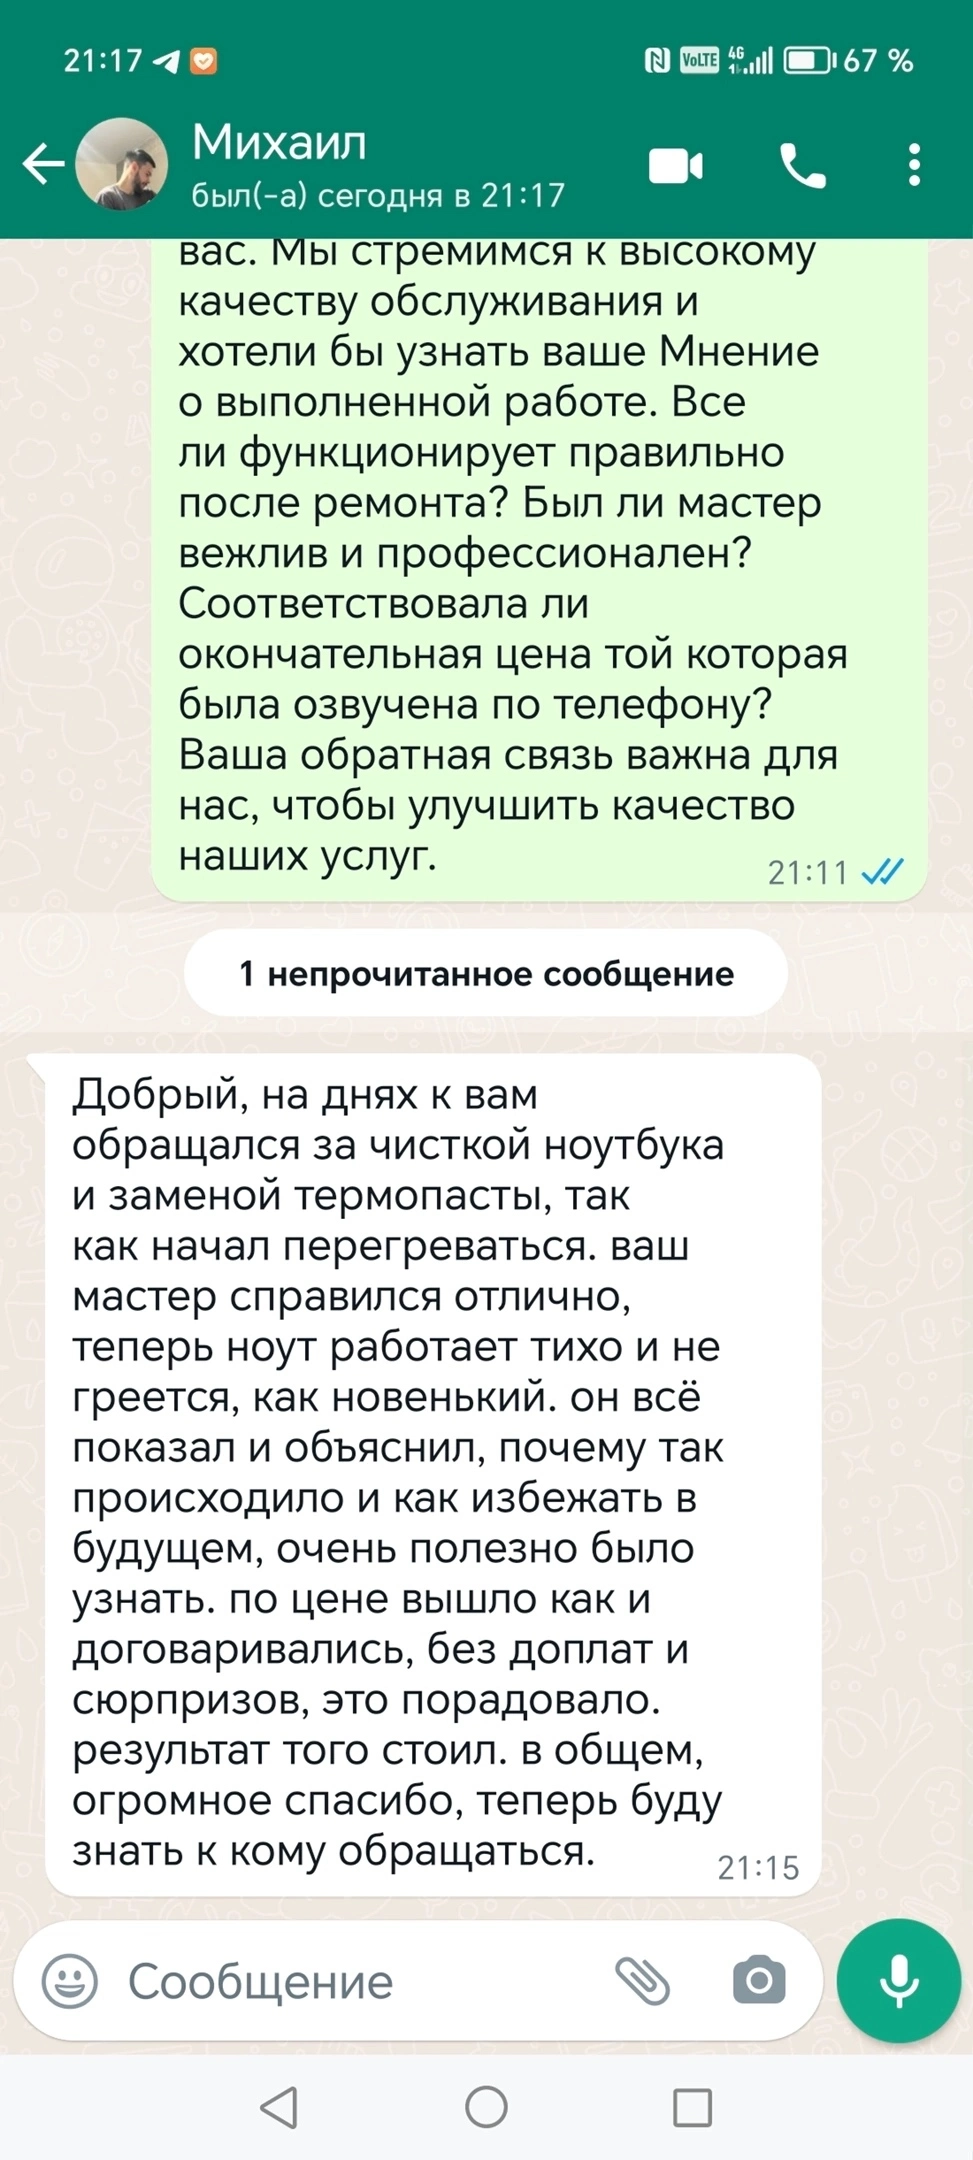 21:17 VoLTE 4G 67 %
Михаил
был(-а) сегодня в 21:17
вас. Мы стремимся к высокому
качеству обслуживания и
хотели бы узнать ваше Мнение
о выполненной работе. Все
ли функционирует правильно
после ремонта? Был ли мастер
вежлив и профессионален?
Соответствовала ли
окончательная цена той которая
была озвучена по телефону?
Ваша обратная связь важна для
нас, чтобы улучшить качество
наших услуг.
21:11
1 непрочитанное сообщение
Добрый, на днях к вам
обращался за чисткой ноутбука
и заменой термопасты, так
как начал перегреваться. ваш
мастер справился отлично,
теперь ноут работает тихо и не
греется, как новенький. он всё
показал и объяснил, почему так
происходило и как избежать в
будущем, очень полезно было
узнать. по цене вышло как и
договаривались, без доплат и
сюрпризов, это порадовало.
результат того стоил. в общем,
огромное спасибо, теперь буду
знать к кому обращаться.
21:15
Сообщение